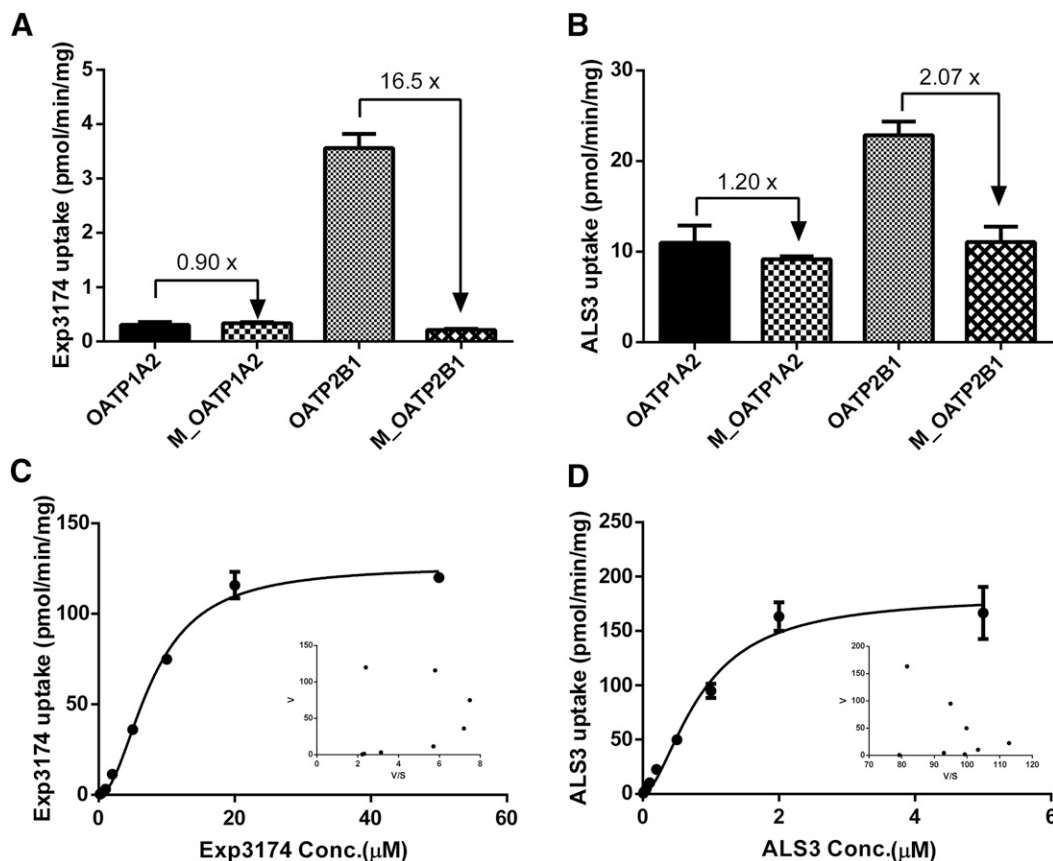 A
Exp3174 uptake (pmol/min/mg)
5
4
3
2
1
0
0.90 x
16.5 x
OATP1A2
M_OATP1A2
OATP2B1
M_OATP2B1
B
ALS3 uptake (pmol/min/mg)
30
20
10
0
1.20 x
2.07 x
OATP1A2
M_OATP1A2
OATP2B1
M_OATP2B1
C
Exp3174 uptake (pmol/min/mg)
150
100
50
0
0 20 40 60
Exp3174 Conc.(μM)
V
150
100
50
0
0 2 4 6 8
V/S
D
ALS3 uptake (pmol/min/mg)
250
200
150
100
50
0
0 2 4 6
ALS3 Conc.(μM)
V
200
150
100
50
0
70 80 90 100 110 120
V/S